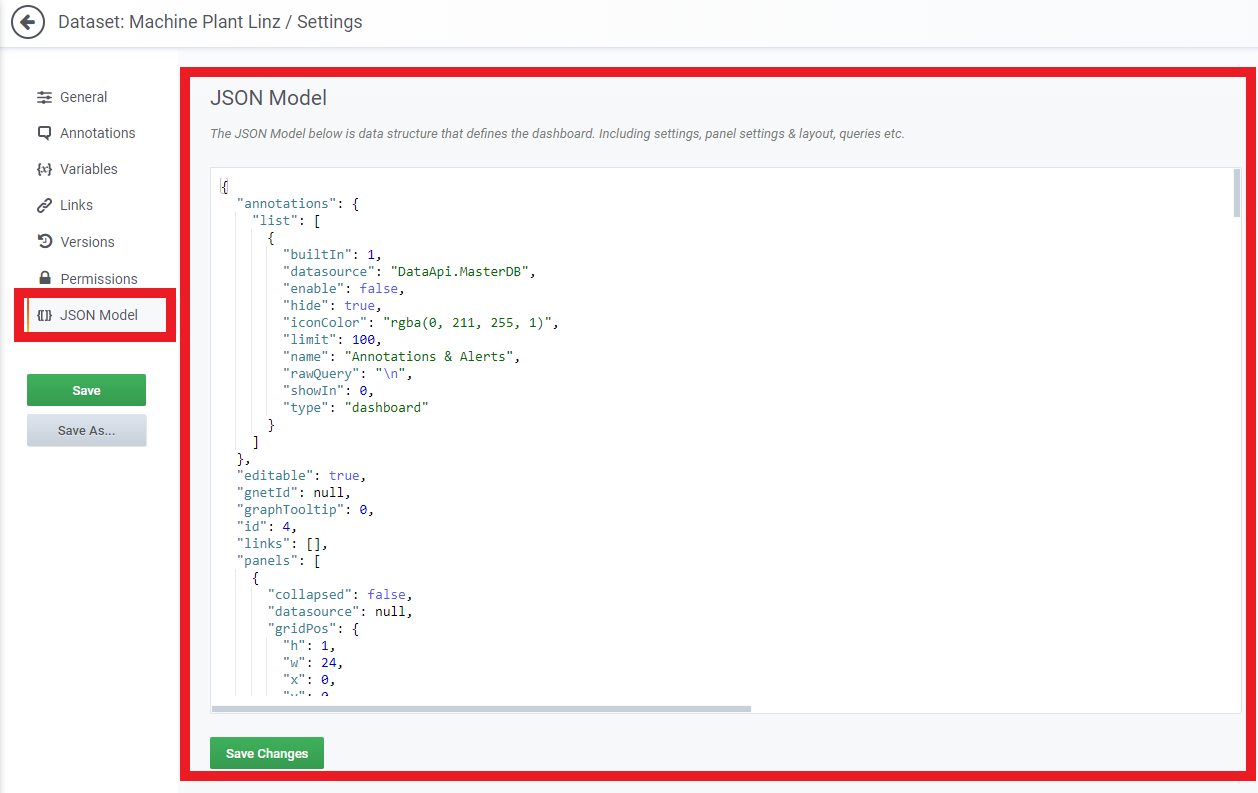 Dataset: Machine Plant Linz / Settings
General
Annotations
Variables
Links
Versions
Permissions
JSON Model
Save
Save As...
JSON Model
The JSON Model below is data structure that defines the dashboard. Including settings, panel settings & layout, queries etc.
{
"annotations": {
"list": [
{
"builtIn": 1,
"datasource": "DataApi.MasterDB",
"enable": false,
"hide": true,
"iconColor": "rgba(0, 211, 255, 1)",
"limit": 100,
"name": "Annotations & Alerts",
"rawQuery": "\n",
"showIn": 0,
"type": "dashboard"
}
]
},
"editable": true,
"gnetId": null,
"graphTooltip": 0,
"id": 4,
"links": [],
"panels": [
{
"collapsed": false,
"datasource": null,
"gridPos": {
"h": 1,
"w": 24,
"x": 0,
Save Changes